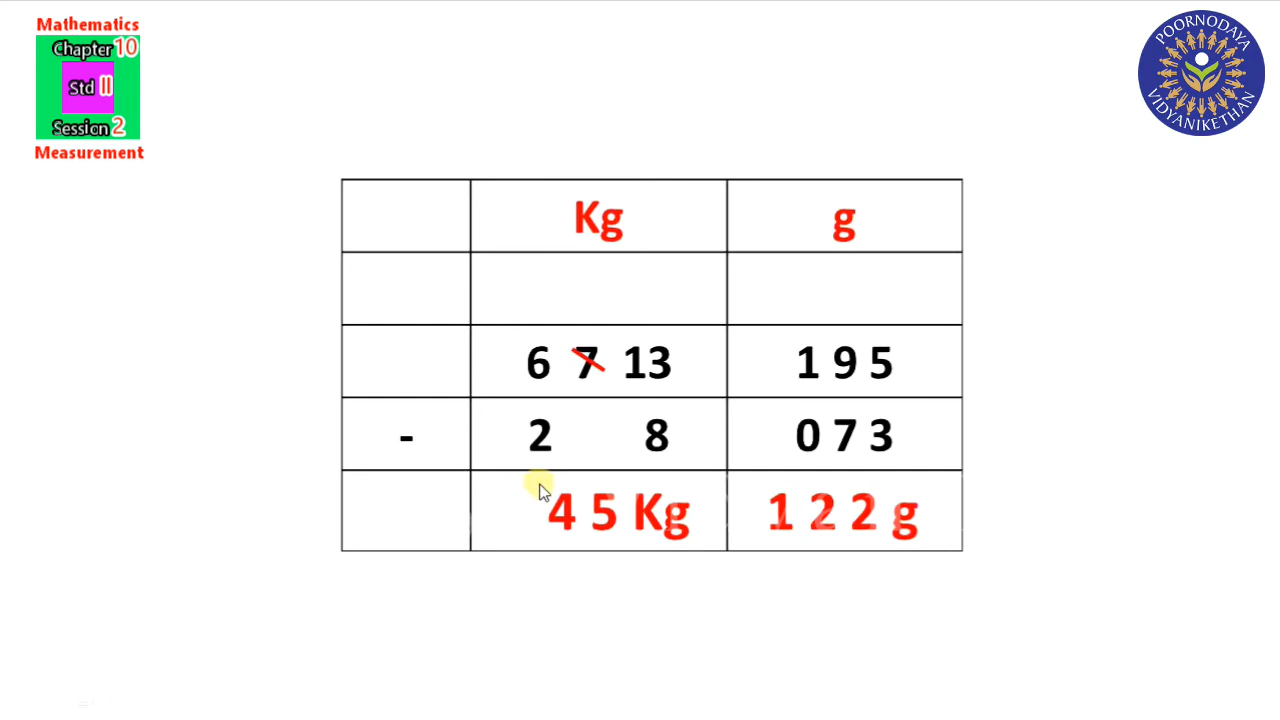 Mathematics
Chapter 10
Std II
Session 2
Measurement
POORNODAYA
VIDYANIKETHAN
Kg g
6 7 13 1 9 5
- 2 8 0 7 3
4 5 Kg 1 2 2 g